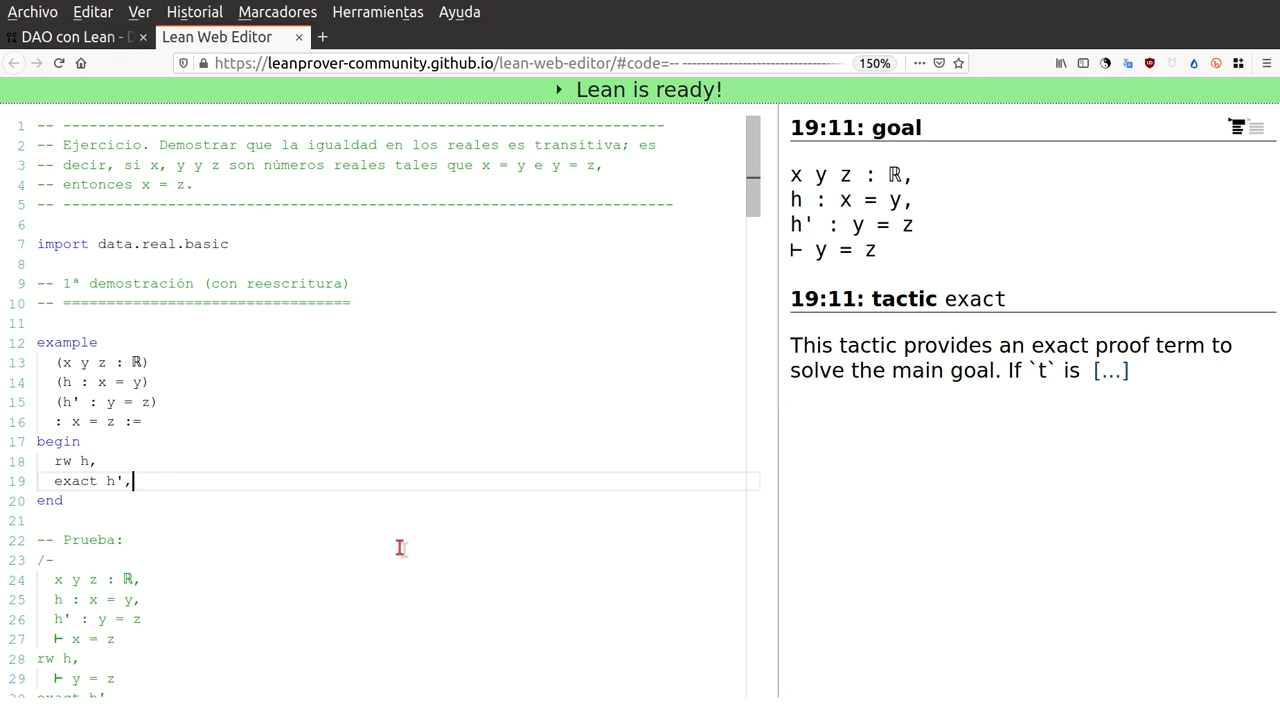 Archivo Editar Ver Historial Marcadores Herramientas Ayuda
DAO con Lean - D × Lean Web Editor × +
https://leanprover-community.github.io/lean-web-editor/#code=-- ---------------------------------------- 150%
Lean is ready!
1 -- ---------------------------------------------------------------------
2 -- Ejercicio. Demostrar que la igualdad en los reales es transitiva; es
3 -- decir, si x, y y z son números reales tales que x = y e y = z,
4 -- entonces x = z.
5 -- ----------------------------------------------------------------------
6
7 import data.real.basic
8
9 -- 1ª demostración (con reescritura)
10 -- =================================
11
12 example
13 (x y z : ℝ)
14 (h : x = y)
15 (h' : y = z)
16 : x = z :=
17 begin
18 rw h,
19 exact h',
20 end
21
22 -- Prueba:
23 /-
24 x y z : ℝ,
25 h : x = y,
26 h' : y = z
27 ⊢ x = z
28 rw h,
29 ⊢ y = z
30 exact h'
19:11: goal
x y z : ℝ,
h : x = y,
h' : y = z
⊢ y = z
19:11: tactic exact
This tactic provides an exact proof term to
solve the main goal. If `t` is [...]